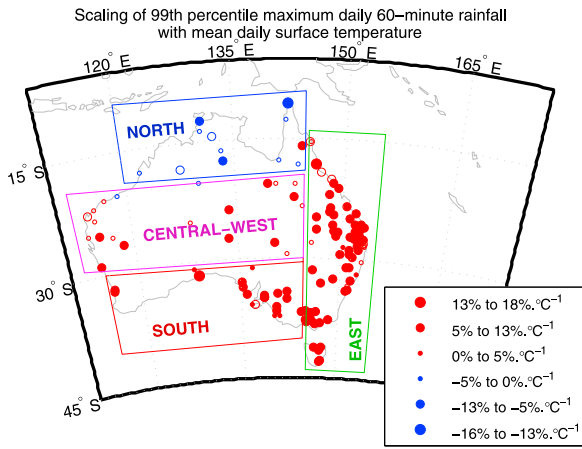 Scaling of 99th percentile maximum daily 60−minute rainfall
with mean daily surface temperature
120° E
135° E
150° E
165° E
15° S
30° S
45° S
NORTH
CENTRAL−WEST
SOUTH
EAST
13% to 18%.°C⁻¹
5% to 13%.°C⁻¹
0% to 5%.°C⁻¹
−5% to 0%.°C⁻¹
−13% to −5%.°C⁻¹
−16% to −13%.°C⁻¹